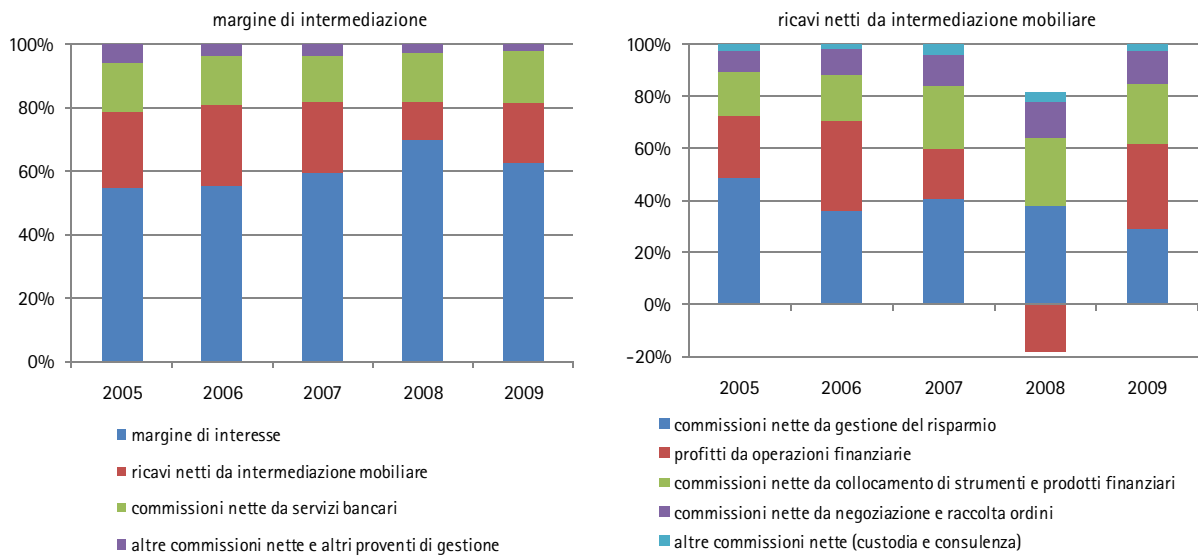 margine di intermediazione
100%
80%
60%
40%
20%
0%
2005 2006 2007 2008 2009
margine di interesse
ricavi netti da intermediazione mobiliare
commissioni nette da servizi bancari
altre commissioni nette e altri proventi di gestione
ricavi netti da intermediazione mobiliare
100%
80%
60%
40%
20%
0%
-20%
2005 2006 2007 2008 2009
commissioni nette da gestione del risparmio
profitti da operazioni finanziarie
commissioni nette da collocamento di strumenti e prodotti finanziari
commissioni nette da negoziazione e raccolta ordini
altre commissioni nette (custodia e consulenza)